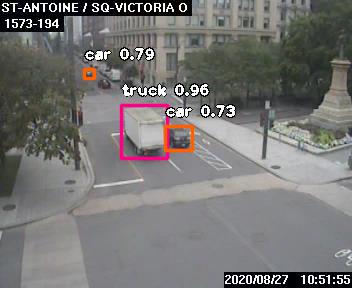 ST-ANTOINE / SQ-VICTORIA O
1573-194
car 0.79
truck 0.96
car 0.73
2020/08/27 10:51:55